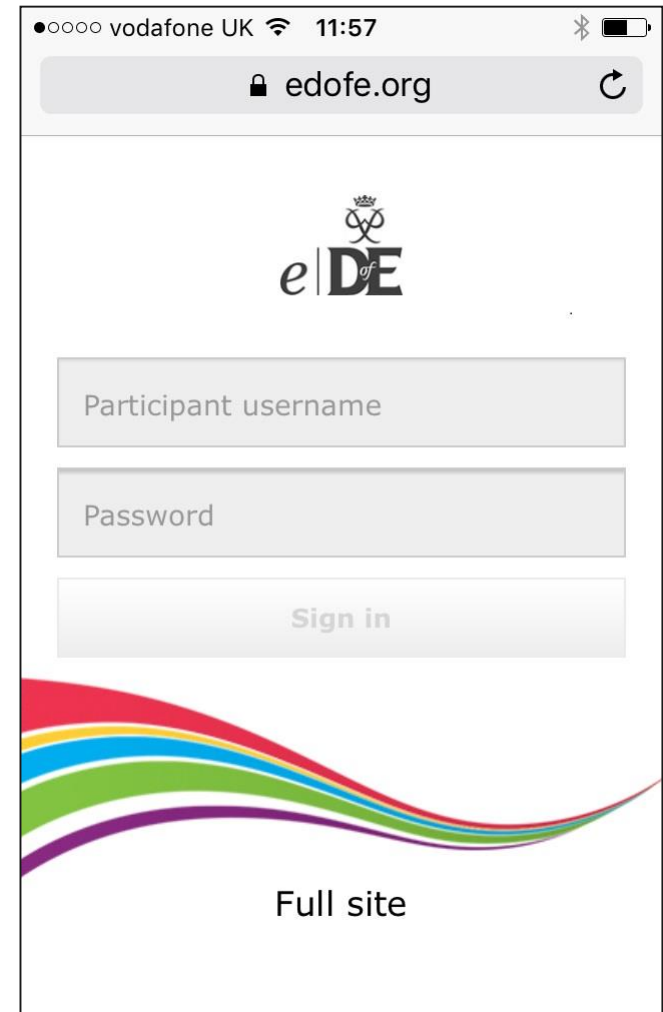 vodafone UK 11:57
edofe.org
e DofE
Participant username
Password
Sign in
Full site